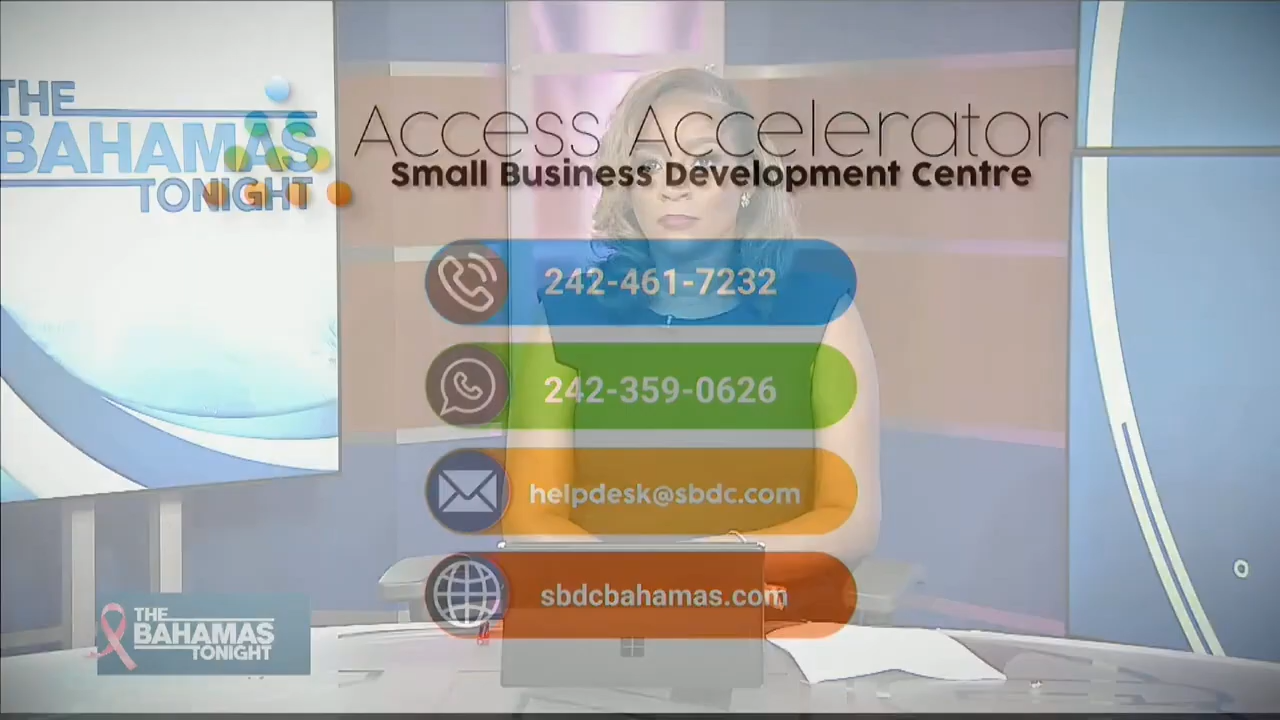 THE
BAHAMAS
TONIGHT
Access Accelerator
Small Business Development Centre
242-461-7232
242-359-0626
helpdesk@sbdc.com
sbdcbahamas.com
THE
BAHAMAS
TONIGHT